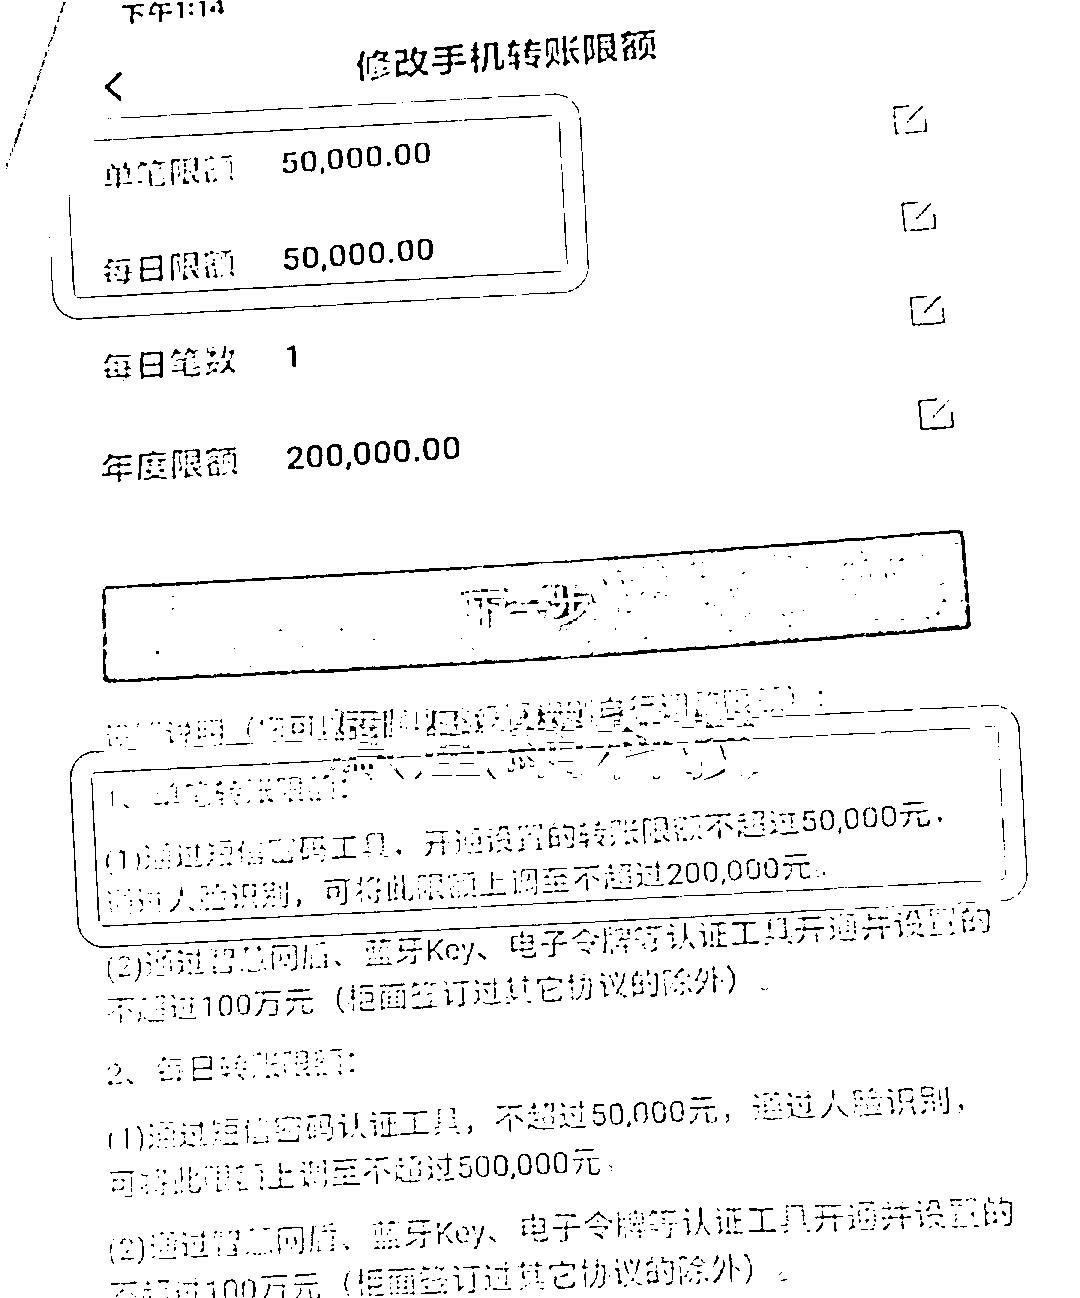 下午1:14
修改手机转账限额
单笔限额 50,000.00
每日限额 50,000.00
每日笔数 1
年度限额 200,000.00
下一步
1、单笔转账限额:
(1)通过短信密码工具，开通设置的转账限额不超过50,000元，
通过人脸识别，可将此限额上调至不超过200,000元。
(2)通过智慧网盾、蓝牙Key、电子令牌等认证工具开通并设置的
不超过100万元（柜面签订过其它协议的除外）。
2、每日转账限额:
(1)通过短信密码认证工具，不超过50,000元，通过人脸识别，
可将此限额上调至不超过500,000元。
(2)通过智慧网盾、蓝牙Key、电子令牌等认证工具开通并设置的
不超过100万元（柜面签订过其它协议的除外）。